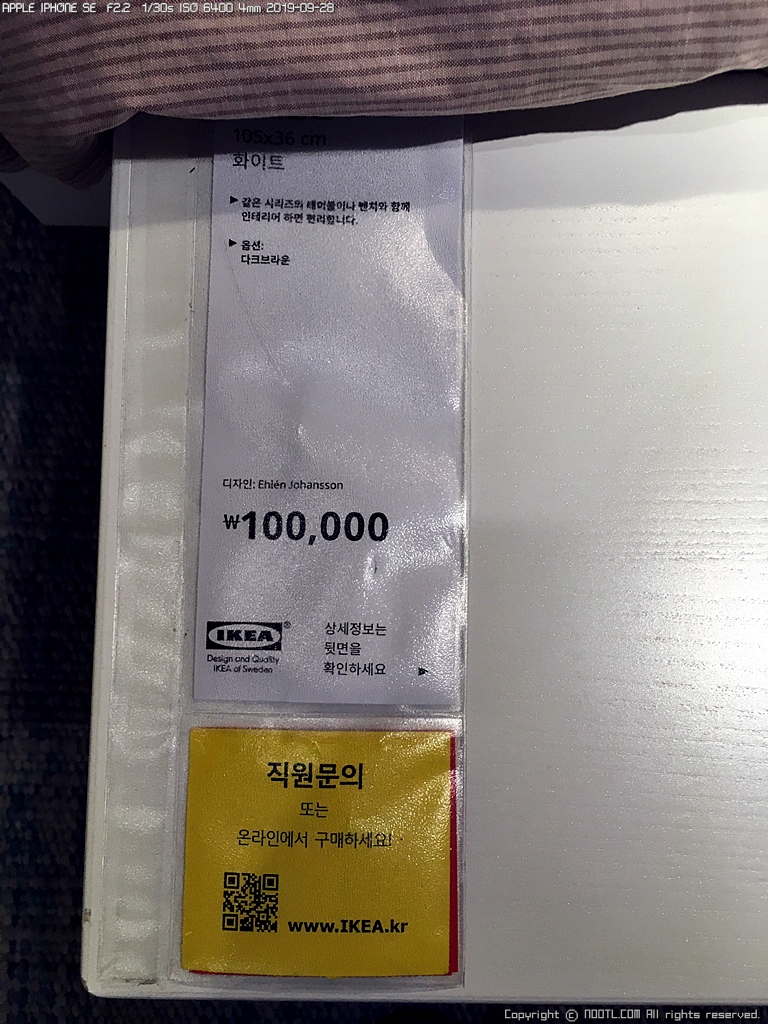 APPLE IPHONE SE F2.2 1/30s ISO 6400 4mm 2019-09-28
105x36 cm
화이트
▶ 같은 시리즈의 테이블이나 벤치와 함께
인테리어 하면 편리합니다.
▶ 옵션:
다크브라운
디자인: Ehlén Johansson
₩100,000
IKEA®
Design and Quality
IKEA of Sweden
상세정보는
뒷면을
확인하세요 ▶
직원문의
또는
온라인에서 구매하세요!
www.IKEA.kr
Copyright © NOOTL.COM All rights reserved.